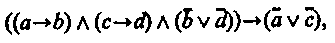 ((a→b) ∧ (c→d) ∧ (b̄ ∨ d̄))→(ā ∨ c̄),